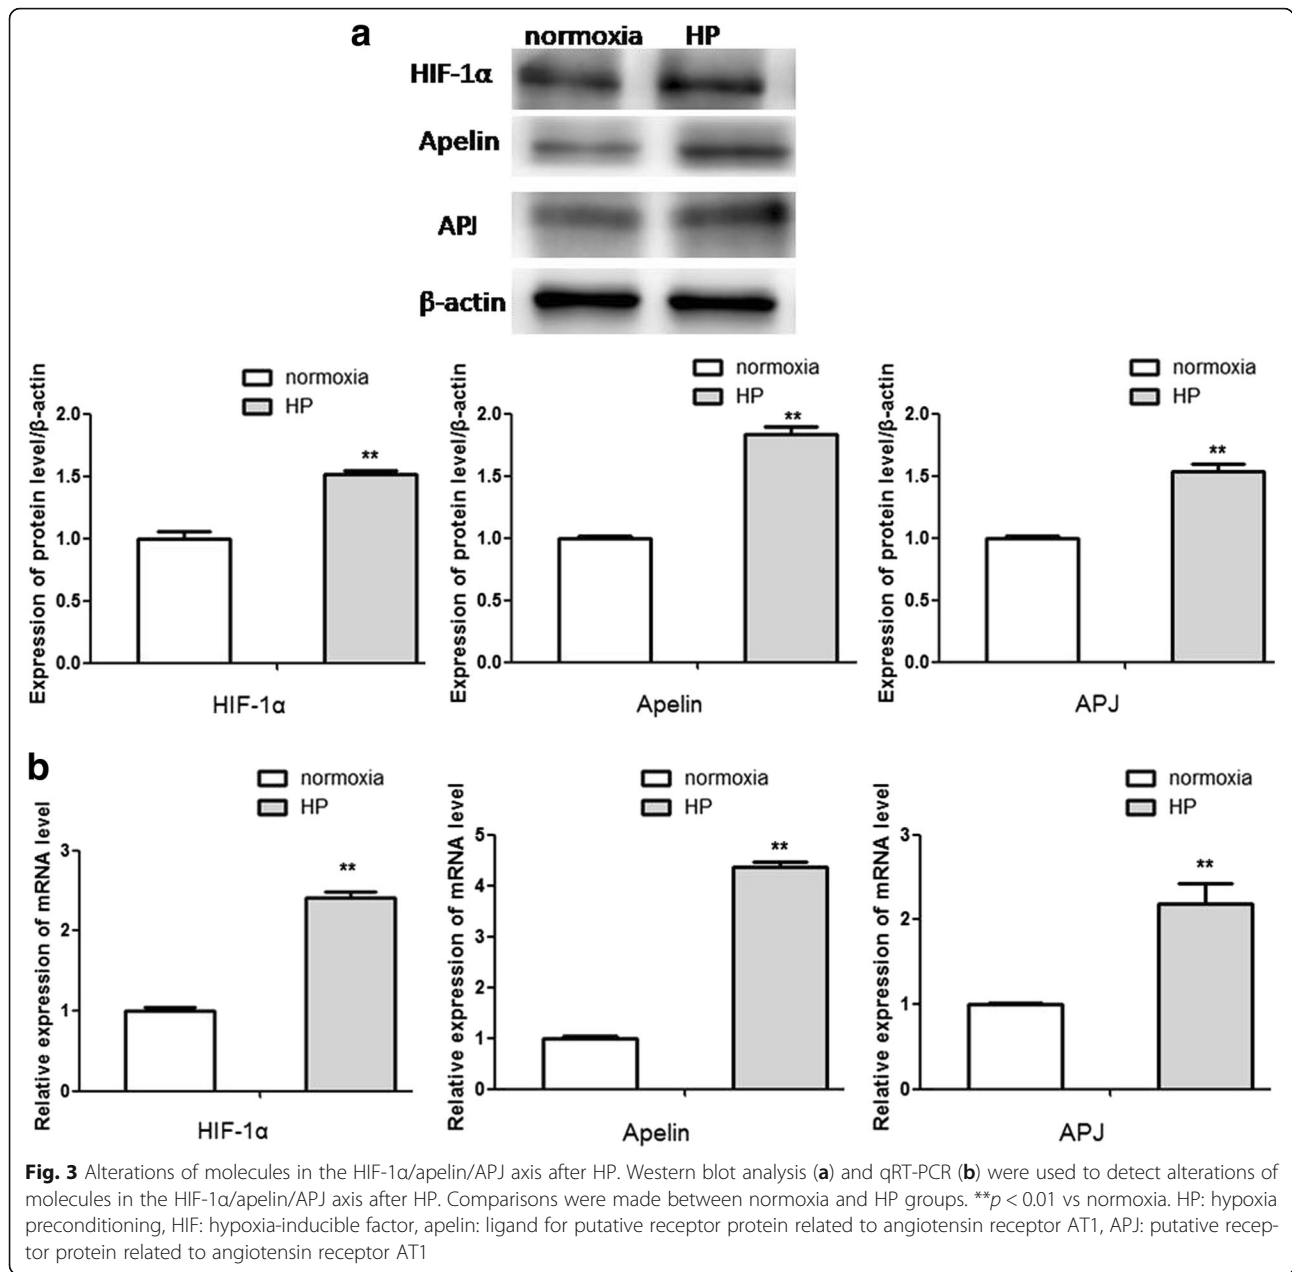 a
normoxia HP
HIF-1α
Apelin
APJ
β-actin
normoxia
HP
Expression of protein level/β-actin
2.0
1.5
1.0
0.5
0.0
**
HIF-1α
normoxia
HP
Expression of protein level/β-actin
2.0
1.5
1.0
0.5
0.0
**
Apelin
normoxia
HP
Expression of protein level/β-actin
2.0
1.5
1.0
0.5
0.0
**
APJ
b
normoxia
HP
Relative expression of mRNA level
3
2
1
0
**
HIF-1α
normoxia
HP
Relative expression of mRNA level
5
4
3
2
1
0
**
Apelin
normoxia
HP
Relative expression of mRNA level
3
2
1
0
**
APJ
Fig. 3 Alterations of molecules in the HIF-1α/apelin/APJ axis after HP. Western blot analysis (a) and qRT-PCR (b) were used to detect alterations of
molecules in the HIF-1α/apelin/APJ axis after HP. Comparisons were made between normoxia and HP groups. **p < 0.01 vs normoxia. HP: hypoxia
preconditioning, HIF: hypoxia-inducible factor, apelin: ligand for putative receptor protein related to angiotensin receptor AT1, APJ: putative recep-
tor protein related to angiotensin receptor AT1